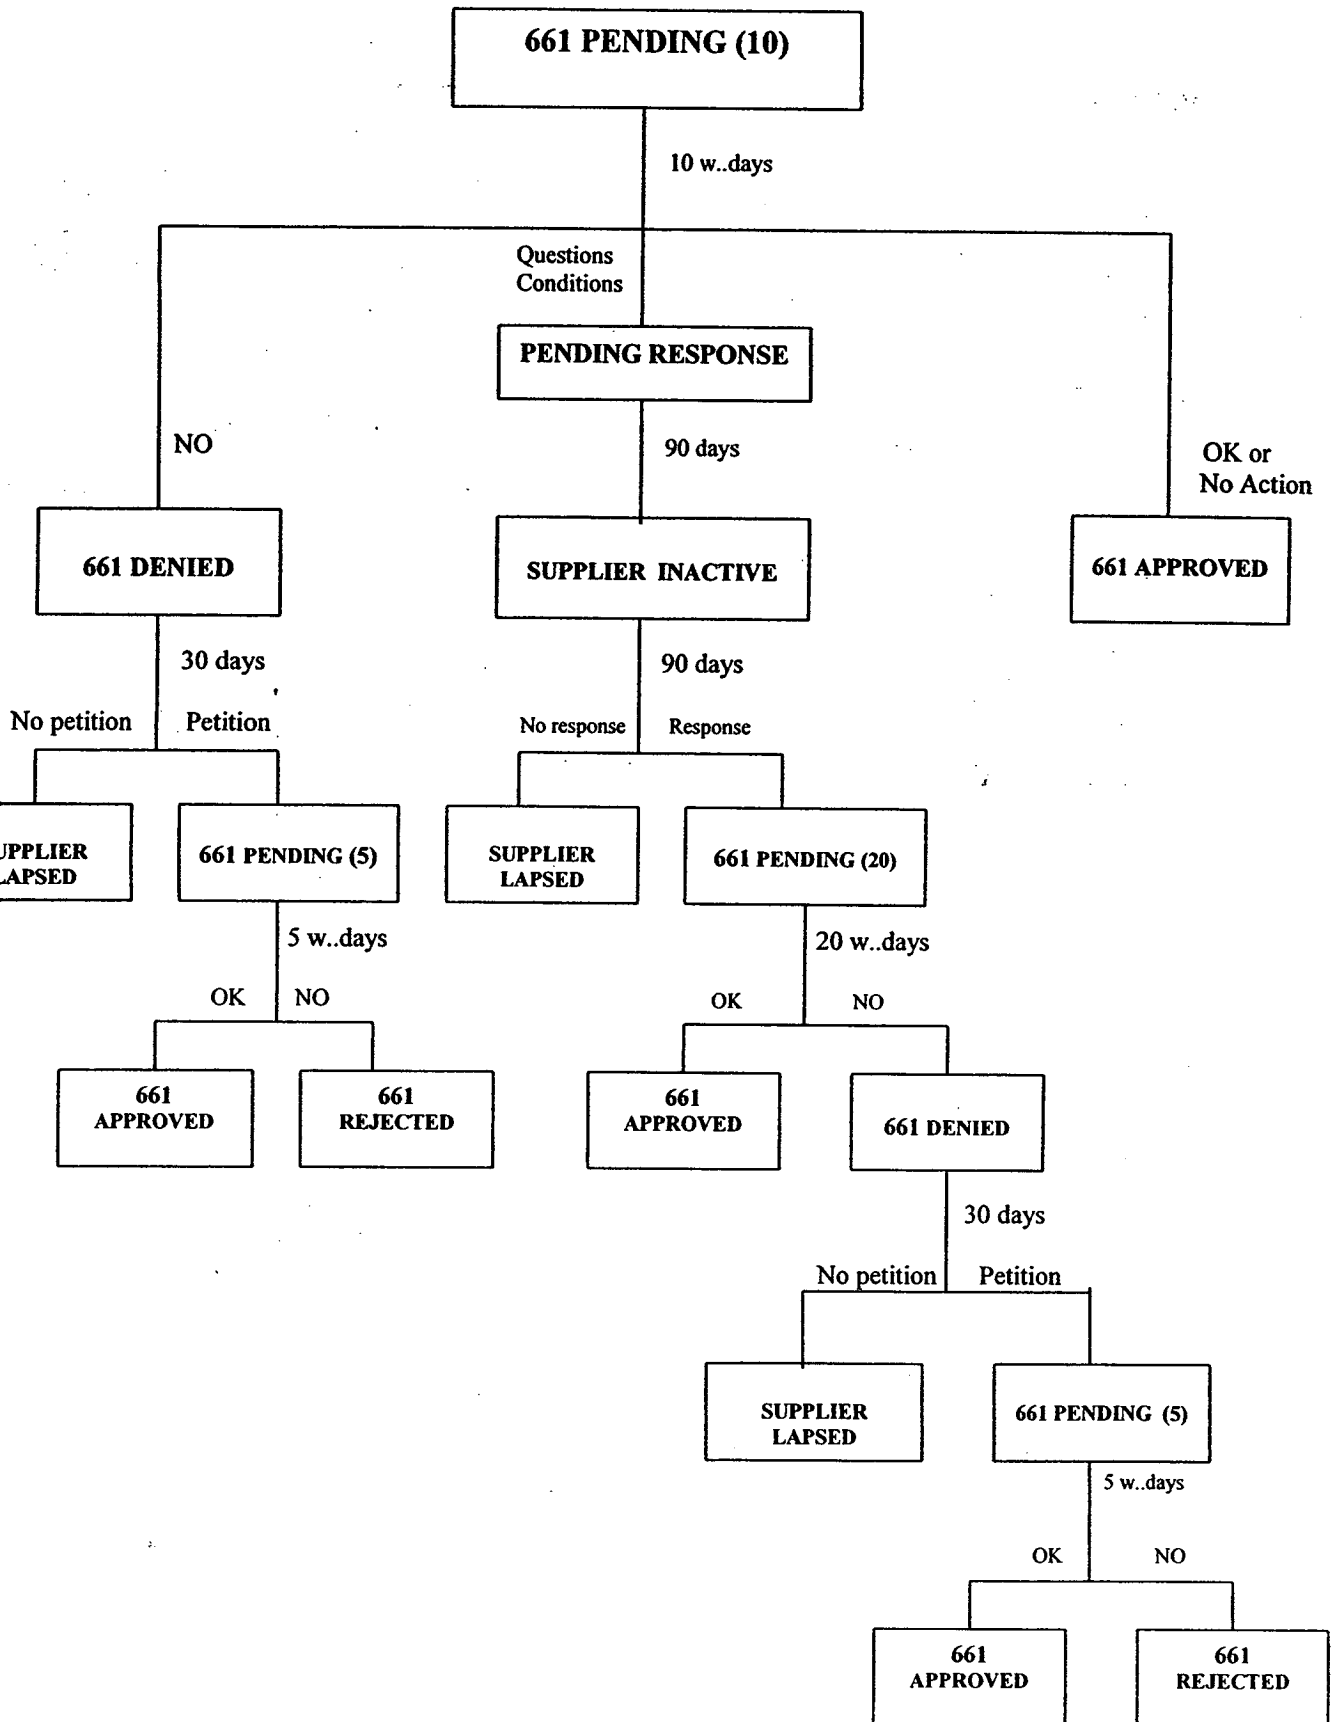 661 PENDING (10)
10 w..days
Questions
Conditions
PENDING RESPONSE
NO
90 days
OK or
No Action
661 DENIED
SUPPLIER INACTIVE
661 APPROVED
30 days
90 days
No petition Petition
No response Response
UPPLIER
LAPSED
661 PENDING (5)
SUPPLIER
LAPSED
661 PENDING (20)
5 w..days
20 w..days
OK NO
OK NO
661
APPROVED
661
REJECTED
661
APPROVED
661 DENIED
30 days
No petition Petition
SUPPLIER
LAPSED
661 PENDING (5)
5 w..days
OK NO
661
APPROVED
661
REJECTED